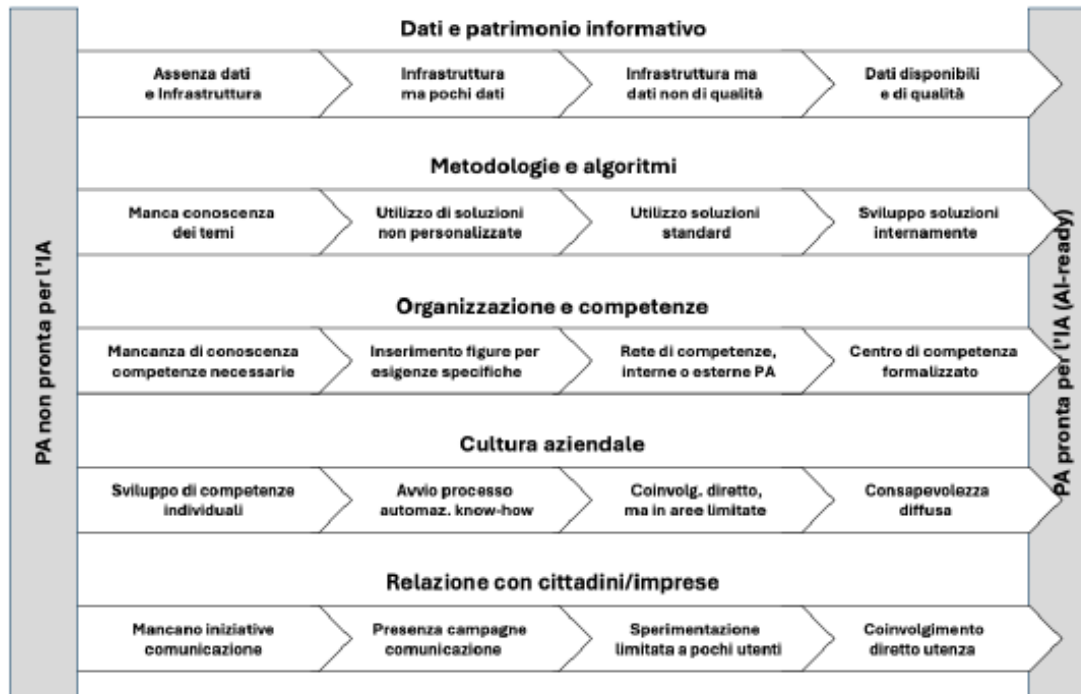 PA non pronta per l'IA
Dati e patrimonio informativo
Assenza dati
e Infrastruttura
Infrastruttura
ma pochi dati
Infrastruttura ma
dati non di qualità
Dati disponibili
e di qualità
Metodologie e algoritmi
Manca conoscenza
dei temi
Utilizzo di soluzioni
non personalizzate
Utilizzo soluzioni
standard
Sviluppo soluzioni
internamente
Organizzazione e competenze
Mancanza di conoscenza
competenze necessarie
Inserimento figure per
esigenze specifiche
Rete di competenze,
interne o esterne PA
Centro di competenza
formalizzato
Cultura aziendale
Sviluppo di competenze
individuali
Avvio processo
automaz. know-how
Coinvolg. diretto,
ma in aree limitate
Consapevolezza
diffusa
Relazione con cittadini/imprese
Mancano iniziative
comunicazione
Presenza campagne
comunicazione
Sperimentazione
limitata a pochi utenti
Coinvolgimento
diretto utenza
PA pronta per l'IA (AI-ready)